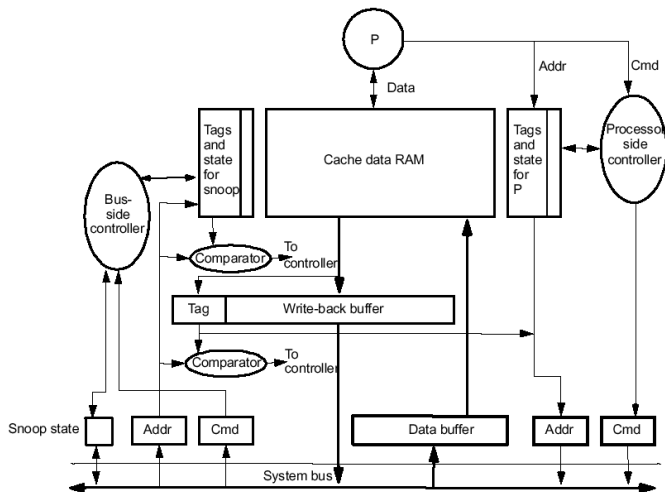 P
Addr
Cmd
Data
Tags
and
state
for
snoop
Cache data RAM
Tags
and
state
for
P
Processor
side
controller
Bus-
side
controller
Comparator
To
controller
Tag
Write-back buffer
Comparator
To
controller
Snoop state
Addr
Cmd
Data buffer
Addr
Cmd
System bus